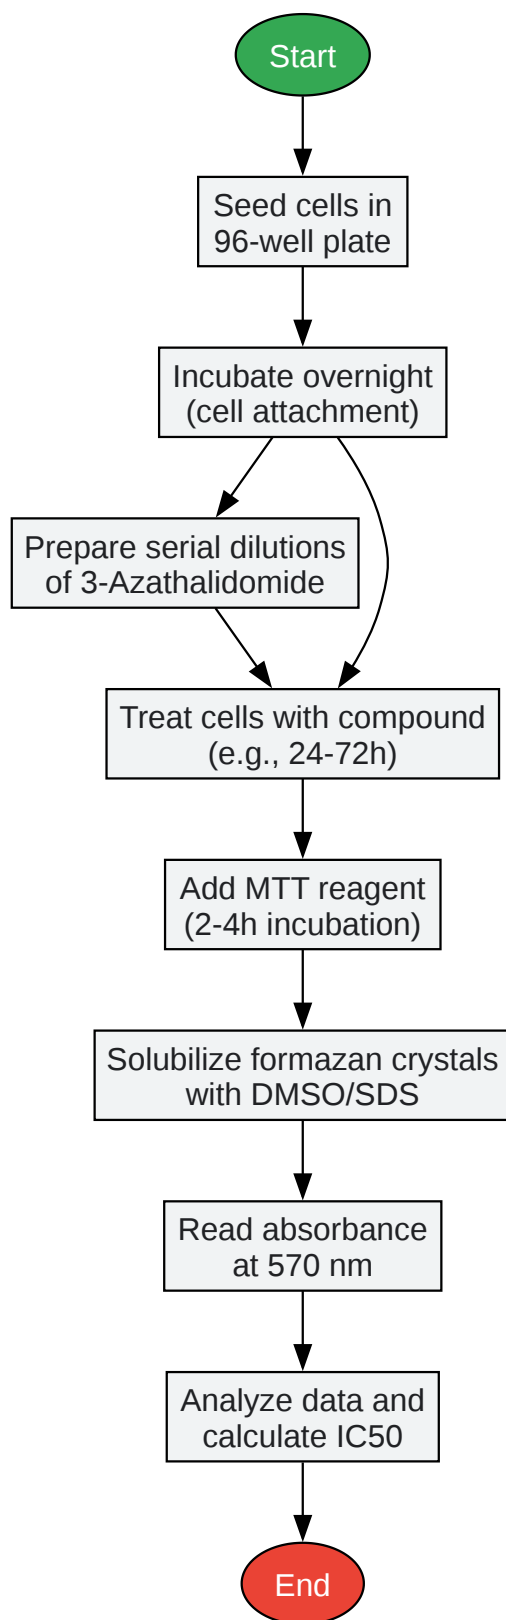 Start
Seed cells in
96-well plate
Incubate overnight
(cell attachment)
Prepare serial dilutions
of 3-Azathalidomide
Treat cells with compound
(e.g., 24-72h)
Add MTT reagent
(2-4h incubation)
Solubilize formazan crystals
with DMSO/SDS
Read absorbance
at 570 nm
Analyze data and
calculate IC50
End